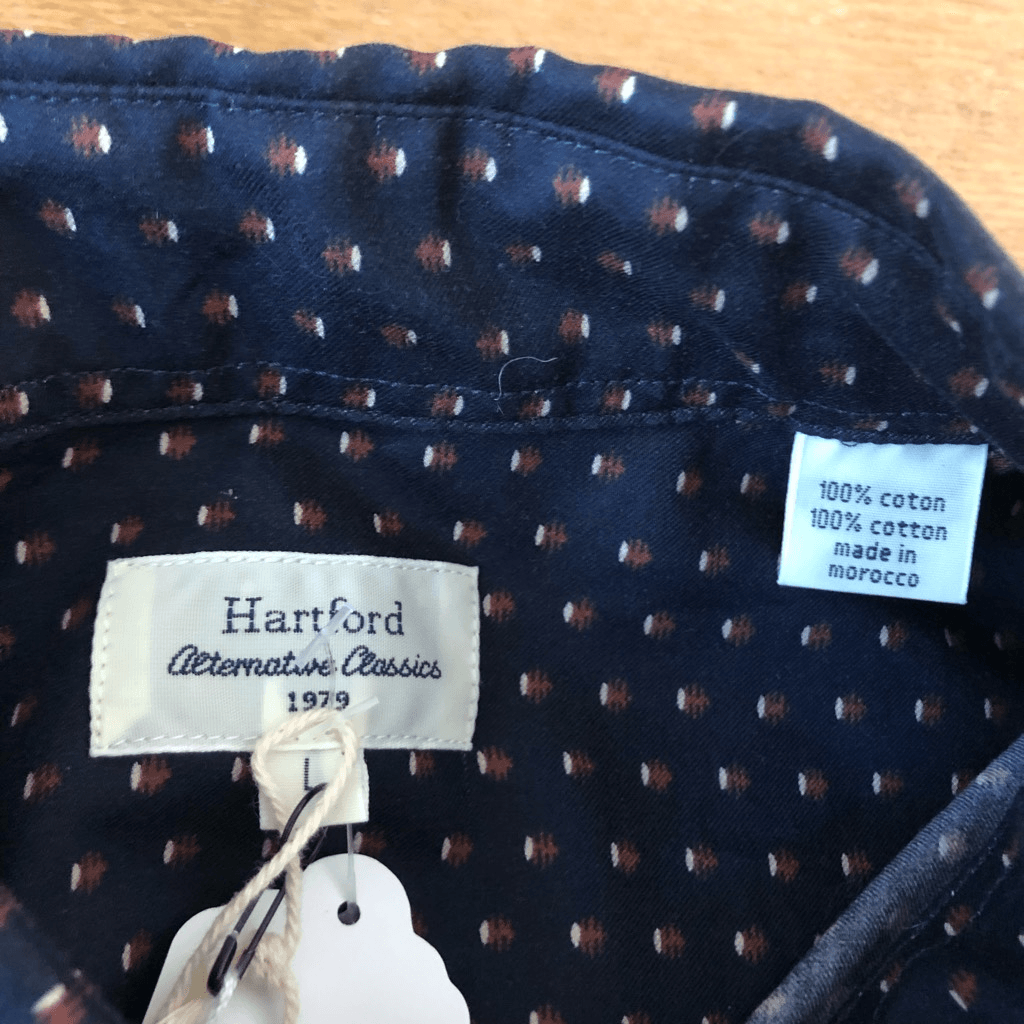 Hartford
Alternative Classics
1979
L
100% coton
100% cotton
made in
morocco